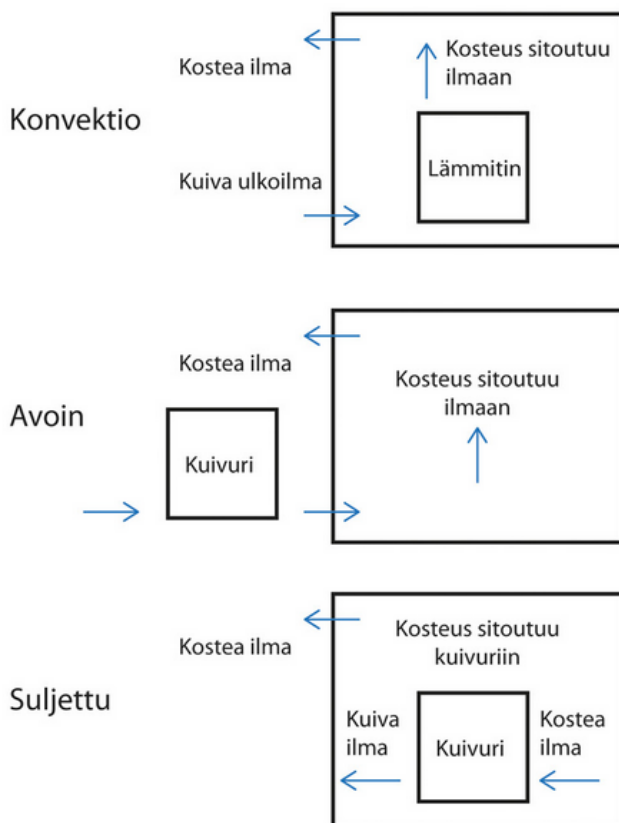 Kostea ilma
Kosteus sitoutuu
ilmaan
Konvektio
Kuiva ulkoilma
Lämmitin
Kostea ilma
Kosteus sitoutuu
ilmaan
Avoin
Kuivuri
Kostea ilma
Kosteus sitoutuu
kuivuriin
Suljettu
Kuiva
ilma
Kuivuri
Kostea
ilma